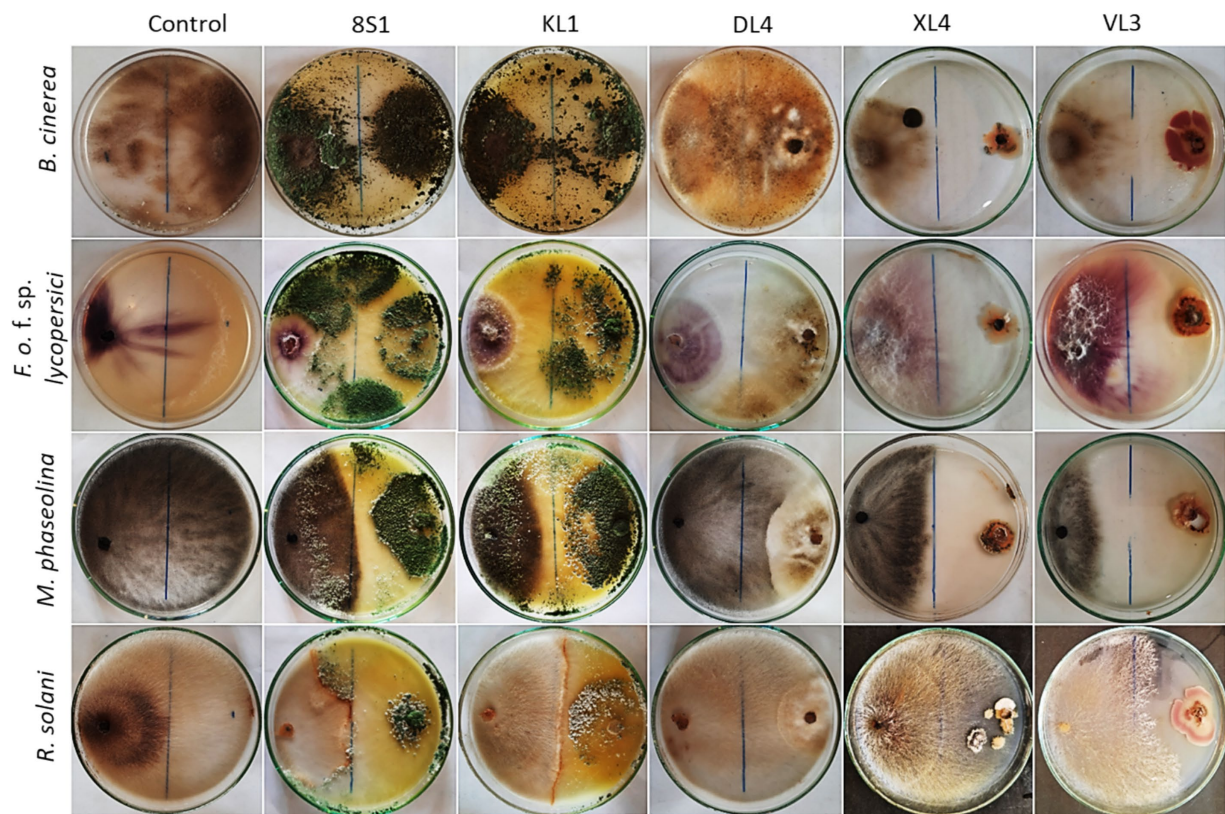 Control 8S1 KL1 DL4 XL4 VL3
B. cinerea
F. o. f. sp.
lycopersici
M. phaseolina
R. solani